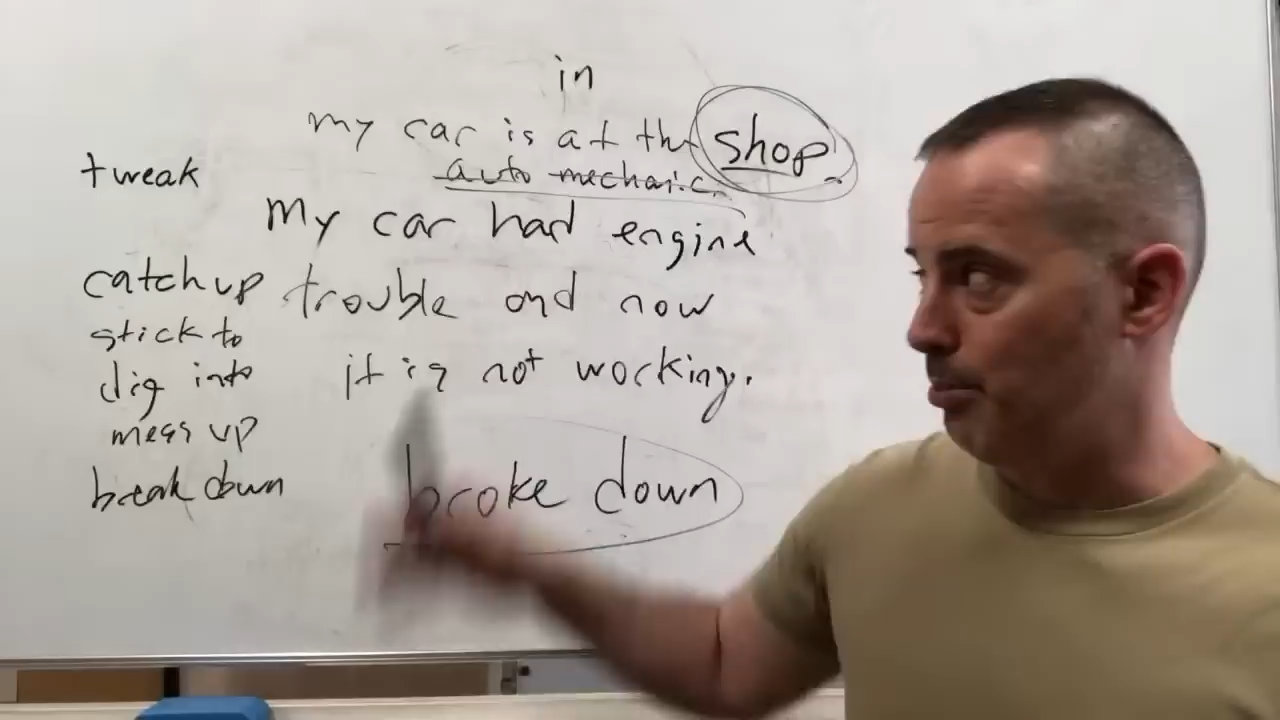 in
my car is at the shop.
auto mechanic.
tweak
My car had engine
catch up
trouble and now
stick to
dig into
it is not working.
mess up
break down
broke down